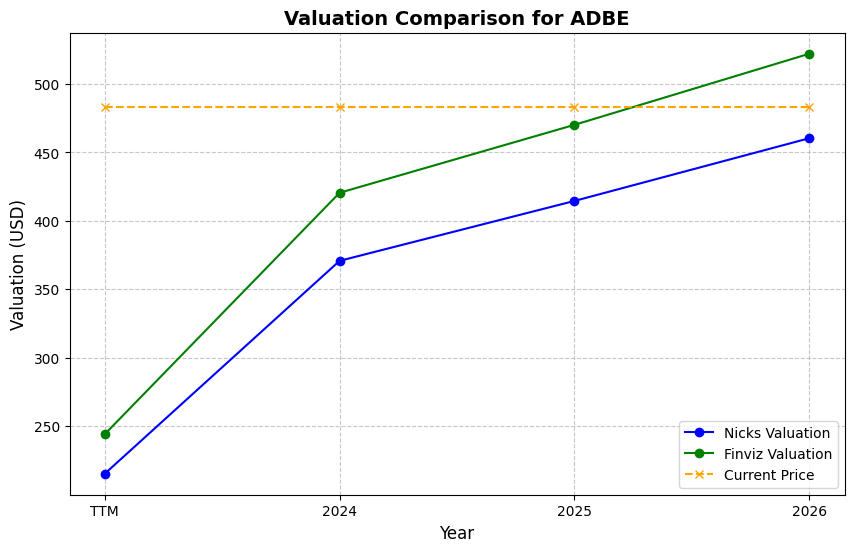 Valuation Comparison for ADBE
Valuation (USD)
500
450
400
350
300
250
TTM
2024
2025
2026
Year
Nicks Valuation
Finviz Valuation
Current Price